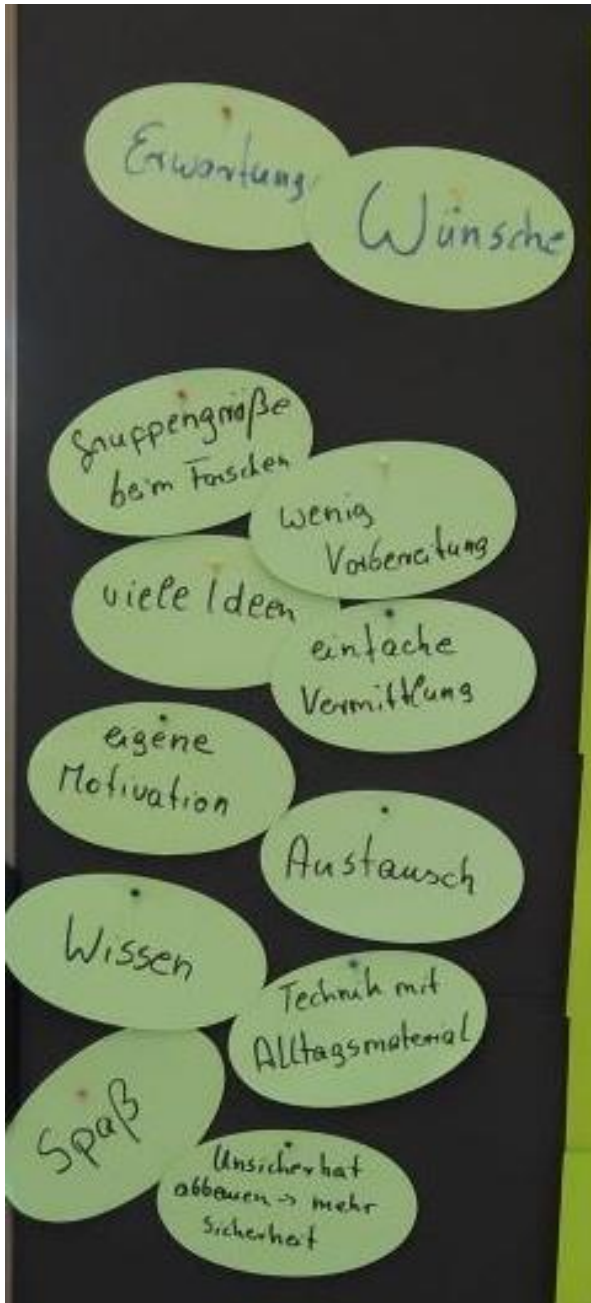 Erwartung
Wünsche
Gruppengröße
beim Forschen
wenig
Vorbereitung
viele Ideen
einfache
Vermittlung
eigene
Motivation
Austausch
Wissen
Technik mit
Alltagsmaterial
Spaß
Unsicherhat
abbauen -> mehr
Sicherheit